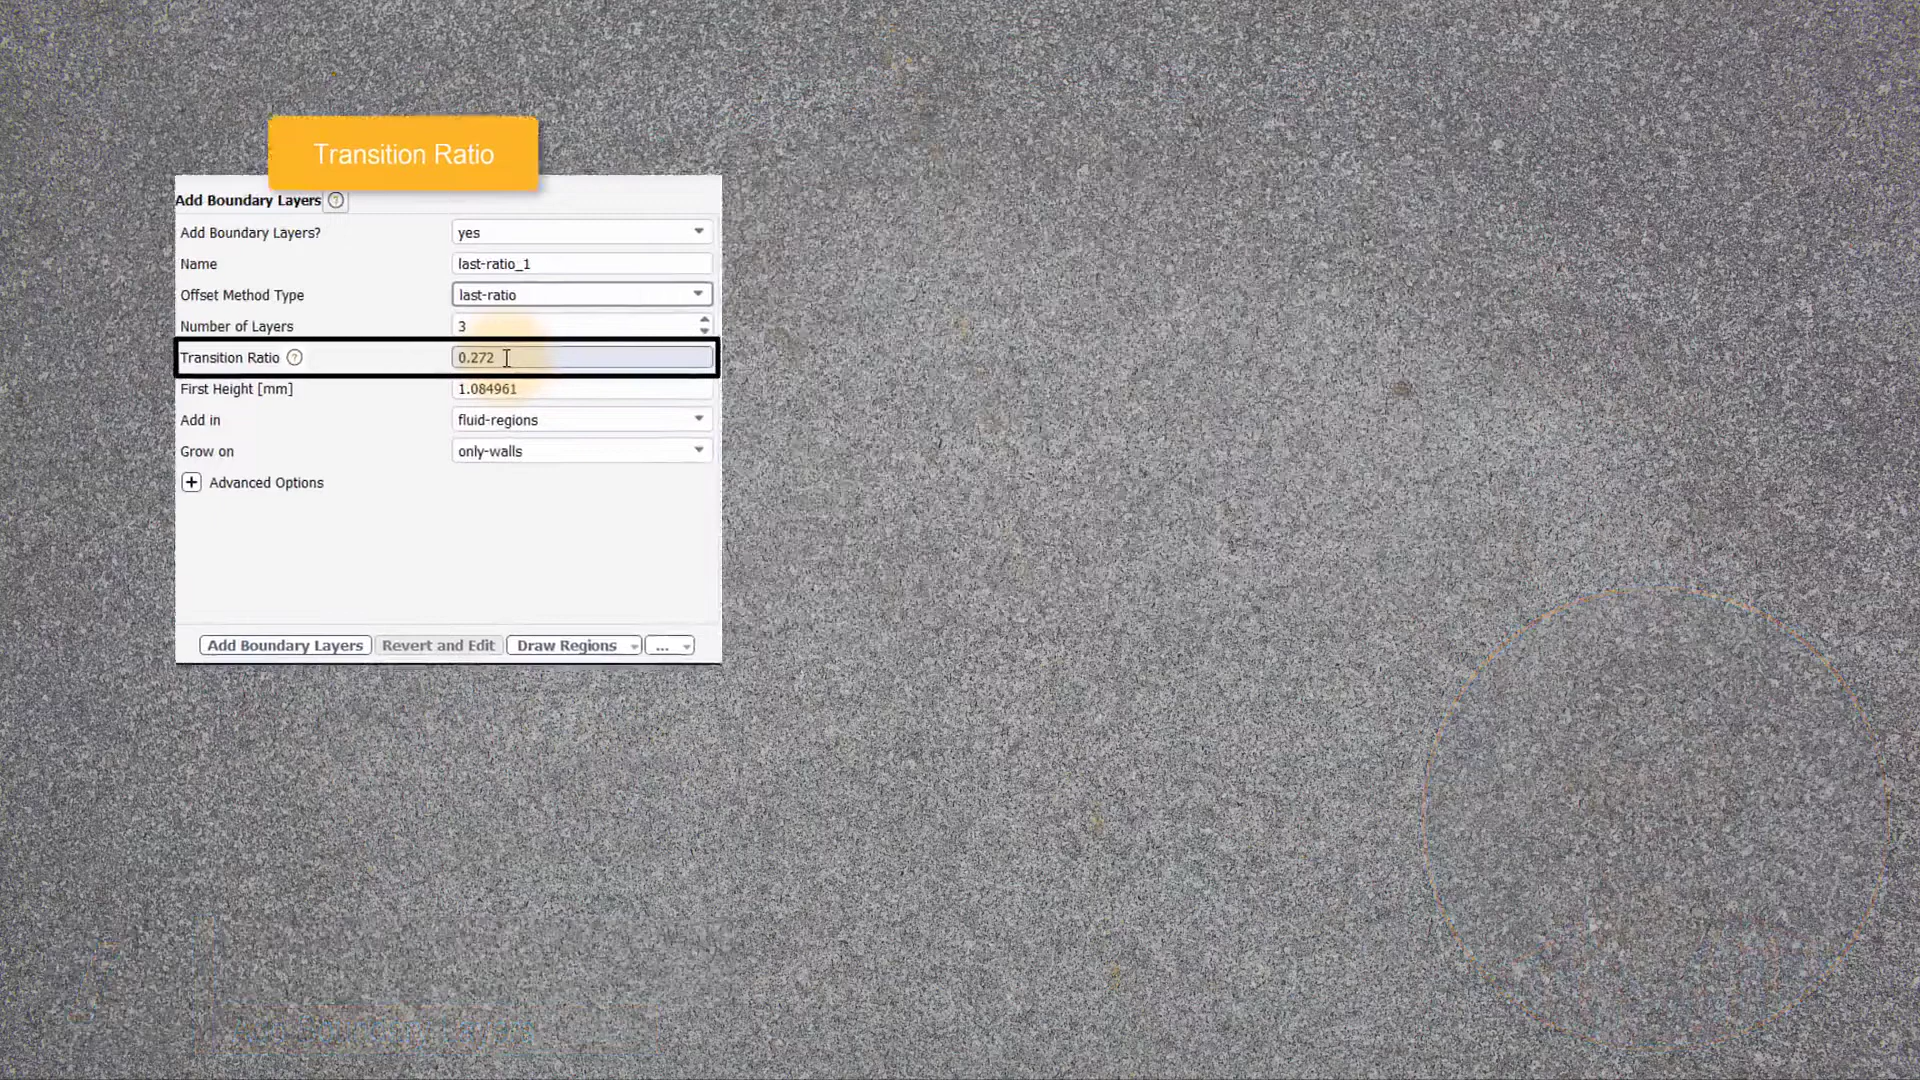 Transition Ratio
Add Boundary Layers ?
Add Boundary Layers? yes
Name last-ratio_1
Offset Method Type last-ratio
Number of Layers 3
Transition Ratio ? 0.272
First Height [mm] 1.084961
Add in fluid-regions
Grow on only-walls
+ Advanced Options
Add Boundary Layers Revert and Edit Draw Regions ...